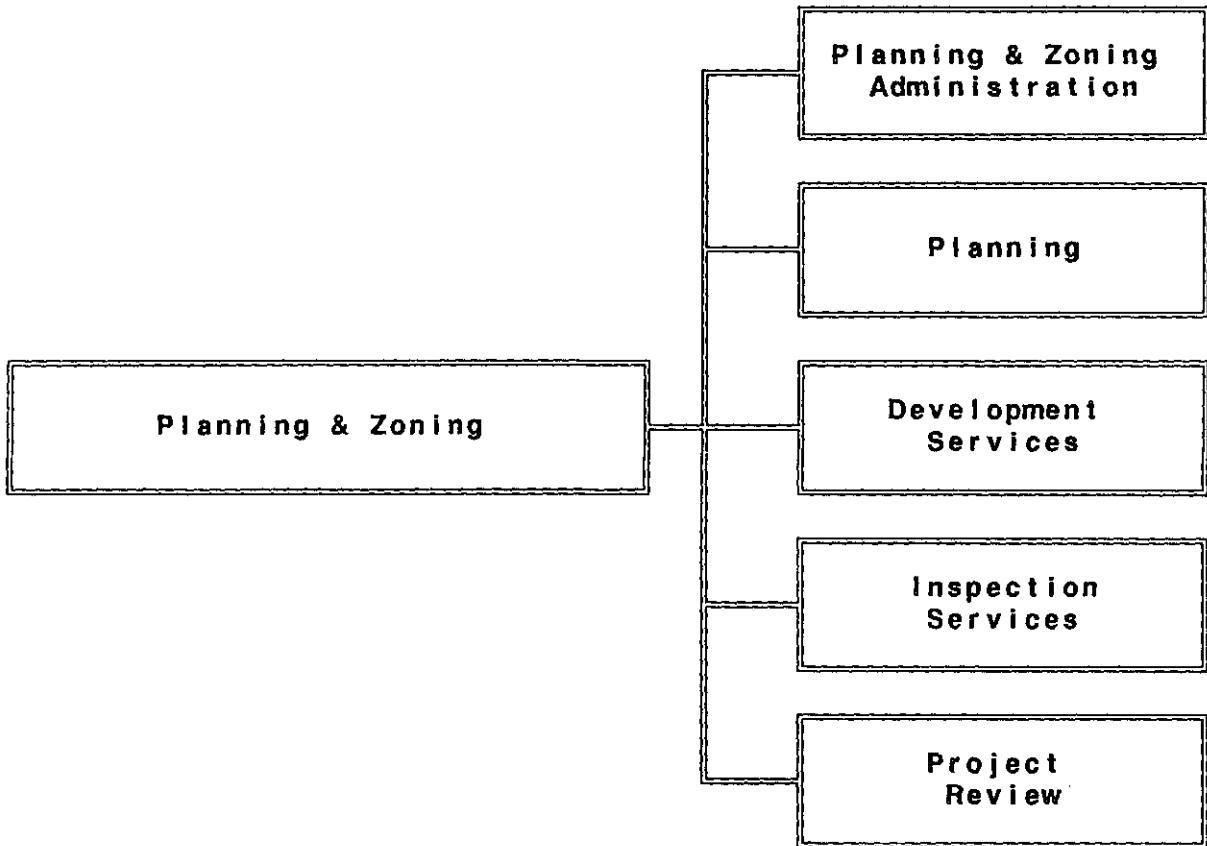 Planning & Zoning
Administration
Planning
Planning & Zoning
Development
Services
Inspection
Services
Project
Review